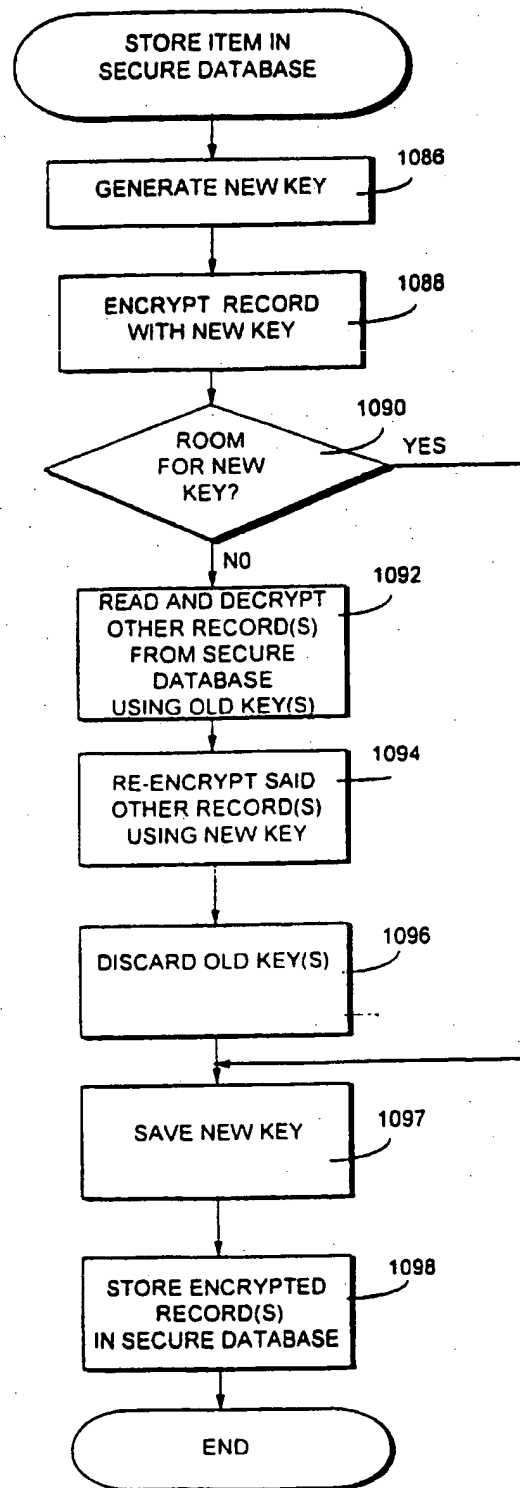 STORE ITEM IN
SECURE DATABASE
1086
GENERATE NEW KEY
1088
ENCRYPT RECORD
WITH NEW KEY
1090
ROOM
FOR NEW
KEY?
YES
NO
1092
READ AND DECRYPT
OTHER RECORD(S)
FROM SECURE
DATABASE
USING OLD KEY(S)
1094
RE-ENCRYPT SAID
OTHER RECORD(S)
USING NEW KEY
1096
DISCARD OLD KEY(S)
1097
SAVE NEW KEY
1098
STORE ENCRYPTED
RECORD(S)
IN SECURE DATABASE
END